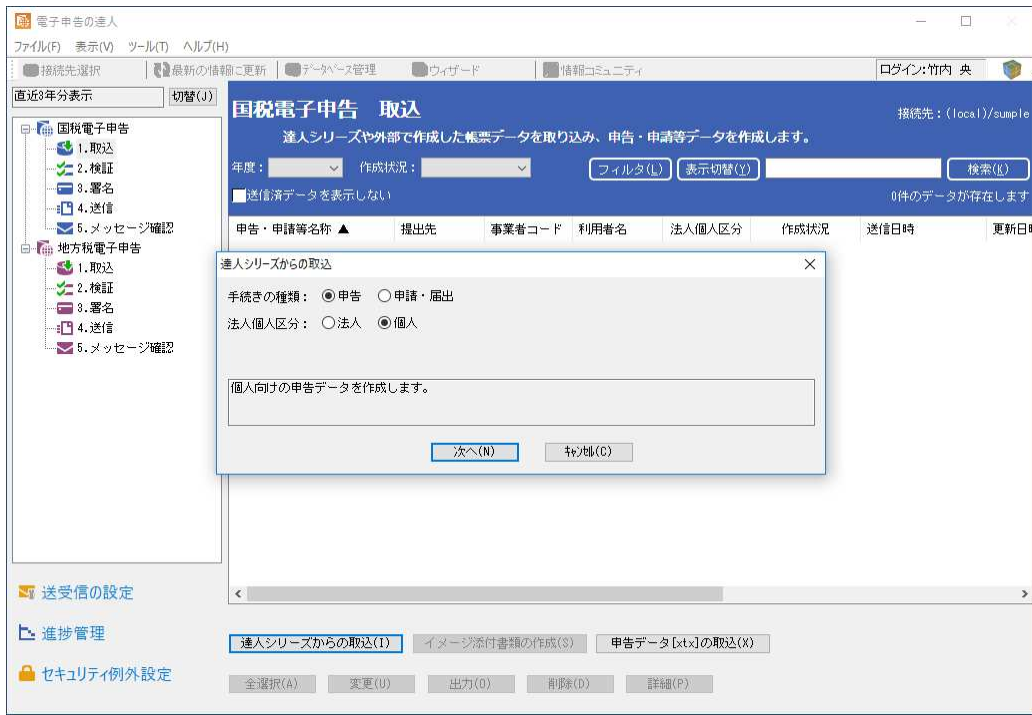 電子申告の達人
ファイル(F) 表示(V) ツール(T) ヘルプ(H)
接続先選択 最新の情報に更新 データベース管理 ウィザード 情報コミュニティ ログイン:竹内 央
直近3年分表示 切替(J)
国税電子申告
1.取込
2.検証
3.署名
4.送信
5.メッセージ確認
地方税電子申告
1.取込
2.検証
3.署名
4.送信
5.メッセージ確認
国税電子申告 取込
接続先：(local)/sumple
達人シリーズや外部で作成した帳票データを取り込み、申告・申請等データを作成します。
年度： 作成状況： フィルタ(L) 表示切替(Y) 検索(K)
送信済データを表示しない 0件のデータが存在します
申告・申請等名称 ▲ 提出先 事業者コード 利用者名 法人個人区分 作成状況 送信日時 更新日
達人シリーズからの取込
手続きの種類： 申告 申請・届出
法人個人区分： 法人 個人
個人向けの申告データを作成します。
次へ(N) キャンセル(C)
送受信の設定
進捗管理
セキュリティ例外設定
達人シリーズからの取込(I) イメージ添付書類の作成(S) 申告データ[xtx]の取込(X)
全選択(A) 変更(U) 出力(O) 削除(D) 詳細(P)